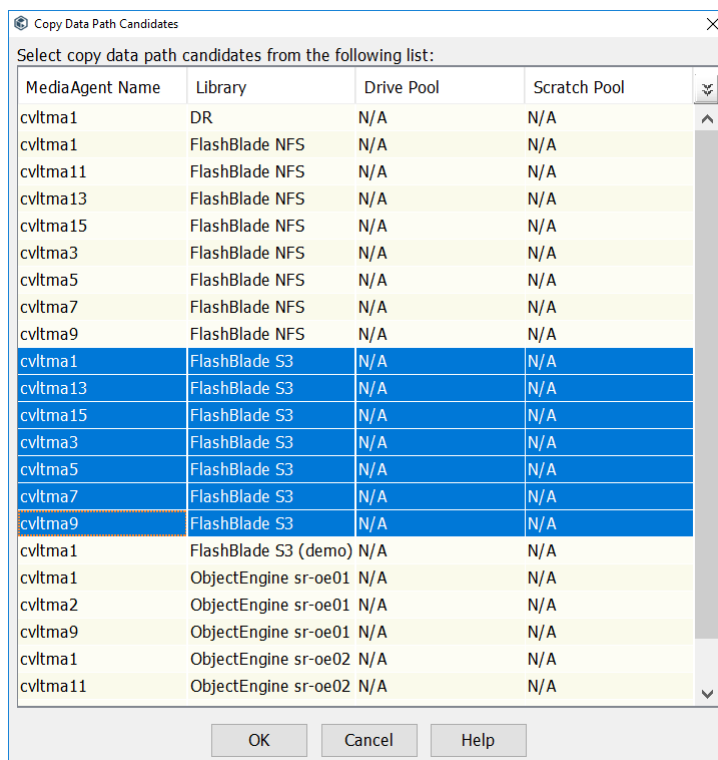 Copy Data Path Candidates
Select copy data path candidates from the following list:
MediaAgent Name Library Drive Pool Scratch Pool
cvltma1 DR N/A N/A
cvltma1 FlashBlade NFS N/A N/A
cvltma11 FlashBlade NFS N/A N/A
cvltma13 FlashBlade NFS N/A N/A
cvltma15 FlashBlade NFS N/A N/A
cvltma3 FlashBlade NFS N/A N/A
cvltma5 FlashBlade NFS N/A N/A
cvltma7 FlashBlade NFS N/A N/A
cvltma9 FlashBlade NFS N/A N/A
cvltma1 FlashBlade S3 N/A N/A
cvltma13 FlashBlade S3 N/A N/A
cvltma15 FlashBlade S3 N/A N/A
cvltma3 FlashBlade S3 N/A N/A
cvltma5 FlashBlade S3 N/A N/A
cvltma7 FlashBlade S3 N/A N/A
cvltma9 FlashBlade S3 N/A N/A
cvltma1 FlashBlade S3 (demo) N/A N/A
cvltma1 ObjectEngine sr-oe01 N/A N/A
cvltma2 ObjectEngine sr-oe01 N/A N/A
cvltma9 ObjectEngine sr-oe01 N/A N/A
cvltma1 ObjectEngine sr-oe02 N/A N/A
cvltma11 ObjectEngine sr-oe02 N/A N/A
OK Cancel Help